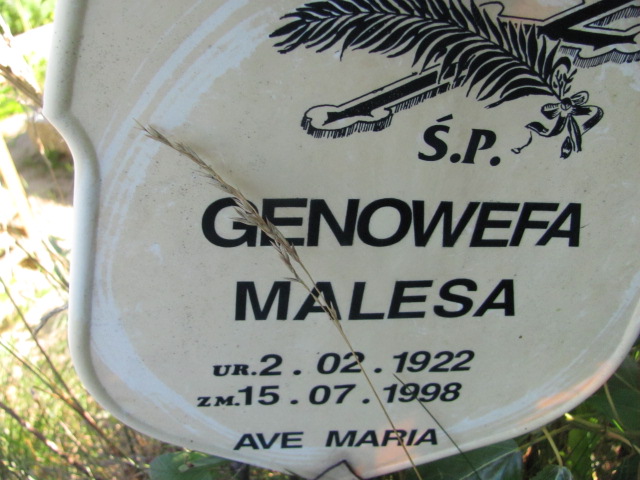 Ś.P.
GENOWEFA
MALESA
UR.2.02.1922
ZM.15.07.1998
AVE MARIA